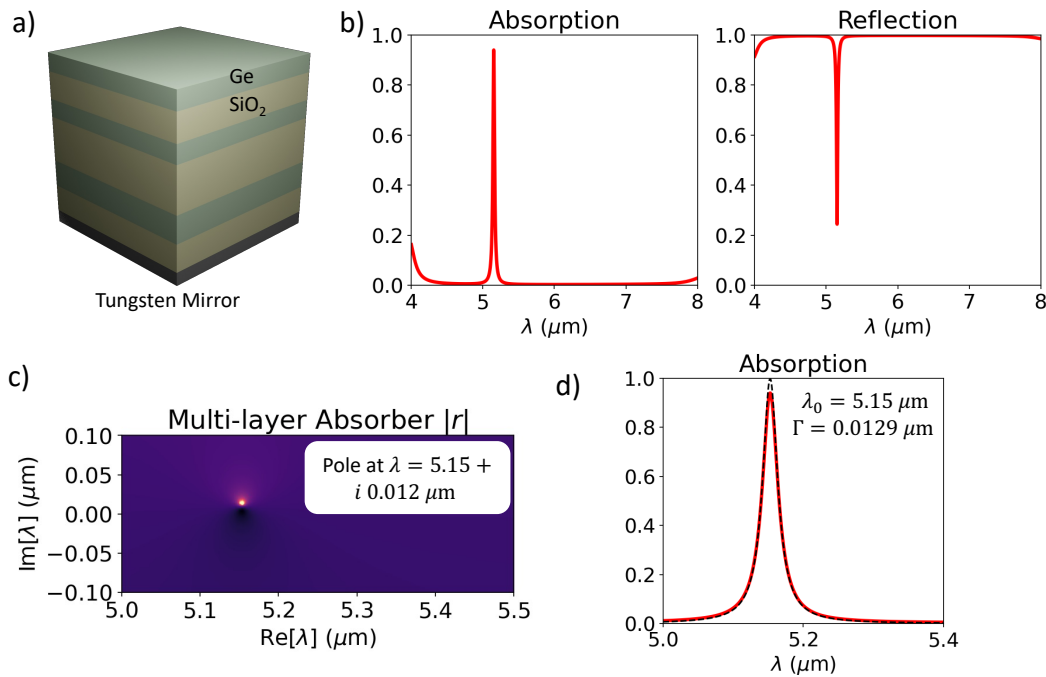 a)
Ge
SiO₂
Tungsten Mirror
b)
Absorption
1.0
0.8
0.6
0.4
0.2
0.0
4
5
6
7
8
λ (μm)
Reflection
1.0
0.8
0.6
0.4
0.2
0.0
4
5
6
7
8
λ (μm)
c)
Multi-layer Absorber |r|
Im[λ] (μm)
0.10
0.05
0.00
−0.05
−0.10
Pole at λ = 5.15 +
i 0.012 μm
5.0
5.1
5.2
5.3
5.4
5.5
Re[λ] (μm)
d)
Absorption
1.0
0.8
0.6
0.4
0.2
0.0
λ₀ = 5.15 μm
Γ = 0.0129 μm
5.0
5.2
5.4
λ (μm)